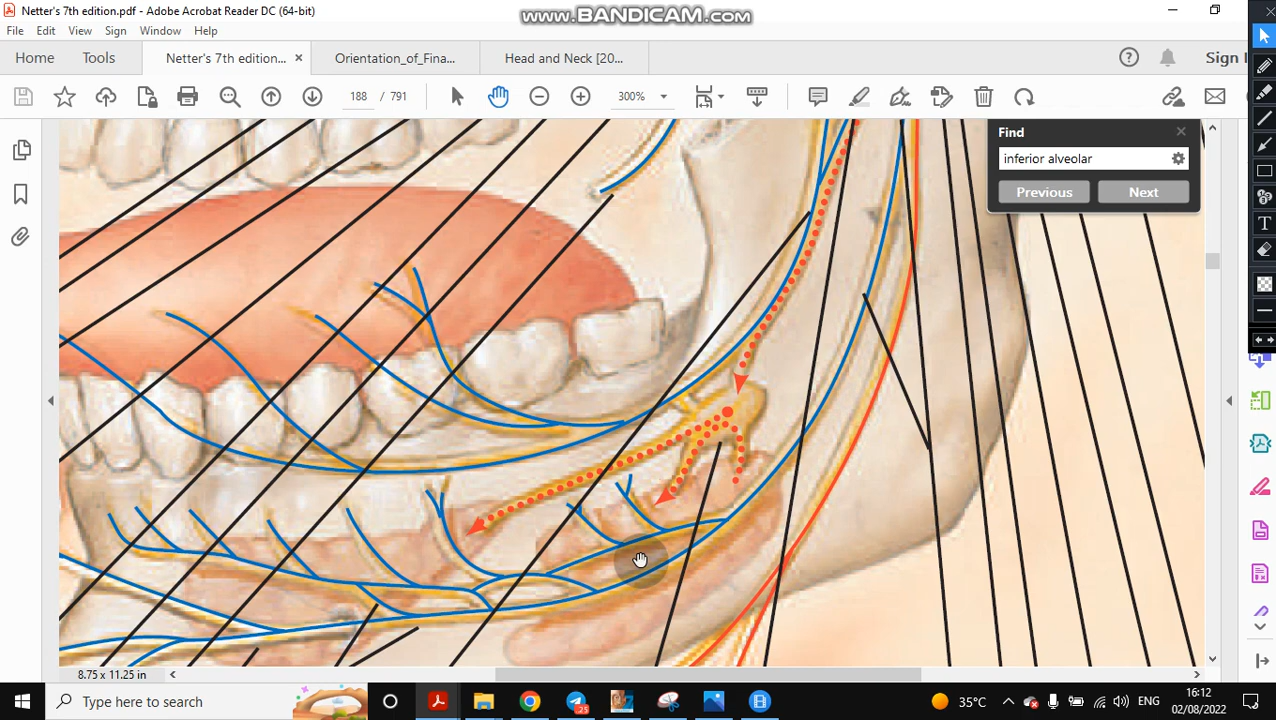 Netter's 7th edition.pdf - Adobe Acrobat Reader DC (64-bit)
www.BANDICAM.com
File Edit View Sign Window Help
Home Tools Netter's 7th edition... × Orientation_of_Fina... Head and Neck [20...
Sign I
188 / 791 300%
Find
inferior alveolar
Previous Next
8.75 x 11.25 in
Type here to search
25
35°C
ENG
16:12
02/08/2022